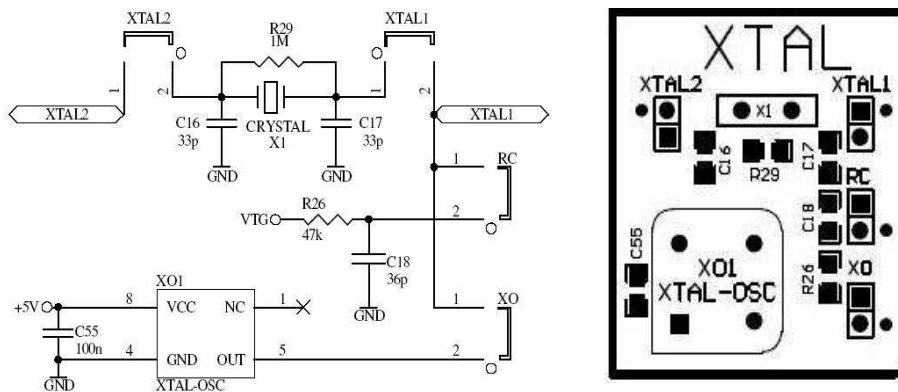 XTAL2
R29
1M
XTAL1
1
2
1
2
XTAL2
C16
33p
CRYSTAL
X1
C17
33p
XTAL1
GND
GND
1
RC
R26
VTG
2
47k
C18
36p
XO1
+5V
8
VCC
NC
1
GND
1
XO
C55
100n
4
GND
OUT
5
2
GND
XTAL-OSC
XTAL
XTAL2
XTAL1
X1
C16
R29
C17
RC
C18
C55
XO1
XTAL-OSC
R26
XO